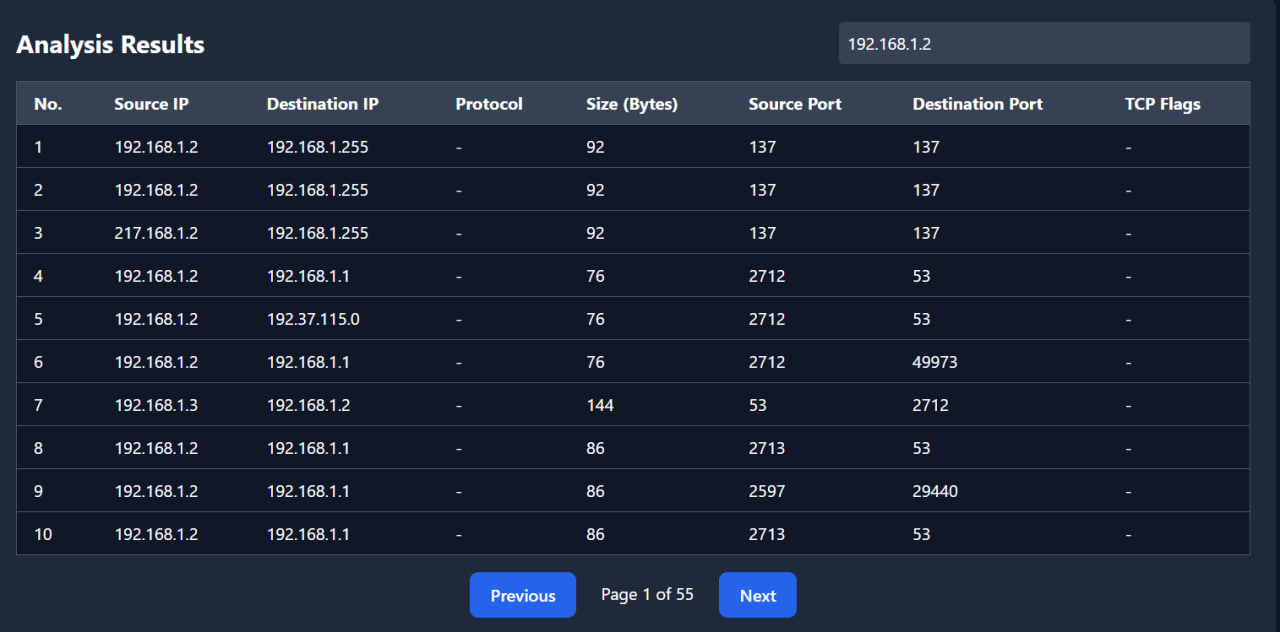 Analysis Results
192.168.1.2
No. Source IP Destination IP Protocol Size (Bytes) Source Port Destination Port TCP Flags
1 192.168.1.2 192.168.1.255 - 92 137 137 -
2 192.168.1.2 192.168.1.255 - 92 137 137 -
3 217.168.1.2 192.168.1.255 - 92 137 137 -
4 192.168.1.2 192.168.1.1 - 76 2712 53 -
5 192.168.1.2 192.37.115.0 - 76 2712 53 -
6 192.168.1.2 192.168.1.1 - 76 2712 49973 -
7 192.168.1.3 192.168.1.2 - 144 53 2712 -
8 192.168.1.2 192.168.1.1 - 86 2713 53 -
9 192.168.1.2 192.168.1.1 - 86 2597 29440 -
10 192.168.1.2 192.168.1.1 - 86 2713 53 -
Previous Page 1 of 55 Next